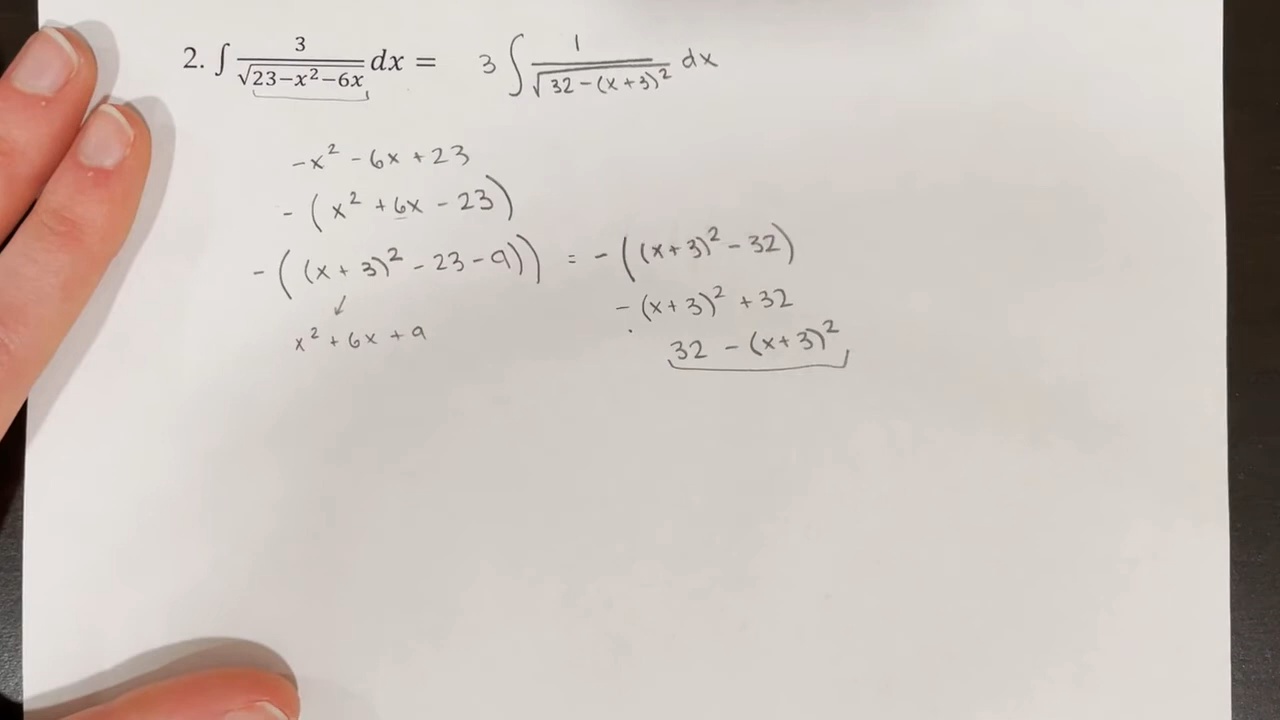 2. ∫ 3/√(23−x²−6x) dx = 3 ∫ 1/√(32 − (x+3)²) dx
−x² − 6x + 23
− (x² + 6x − 23)
− ((x + 3)² − 23 − 9)) = − ((x+3)² − 32)
− (x+3)² + 32
x² + 6x + 9
32 − (x+3)²